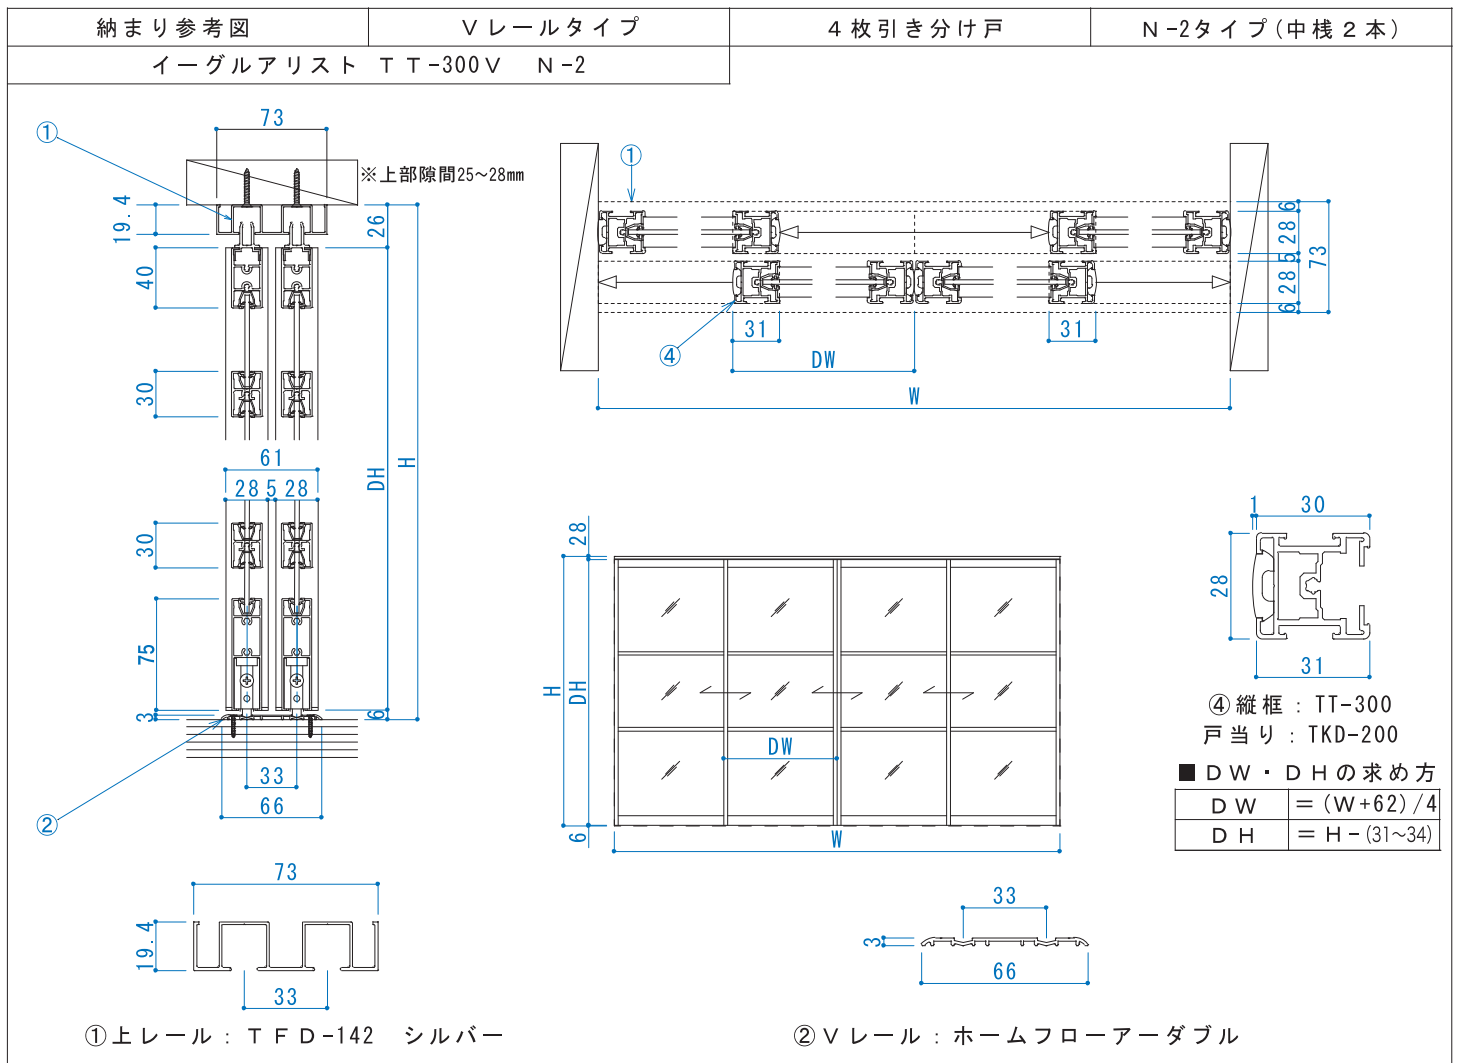 納まり参考図
Vレールタイプ
4枚引き分け戸
N-2タイプ(中桟2本)
イーグルアリスト TT-300V N-2
①
73
※上部隙間25~28mm
19.4
26
40
30
61
28 5 28
DH
H
30
75
3
6
33
66
②
①
6
28
5
28
6
73
31
31
④
DW
W
28
H
DH
DW
6
W
1
30
28
31
④縦框：TT-300
戸当り：TKD-200
■DW・DHの求め方
DW
=(W+62)/4
DH
=H-(31~34)
73
19.4
33
①上レール：TFD-142 シルバー
33
3
66
②Vレール：ホームフローアーダブル